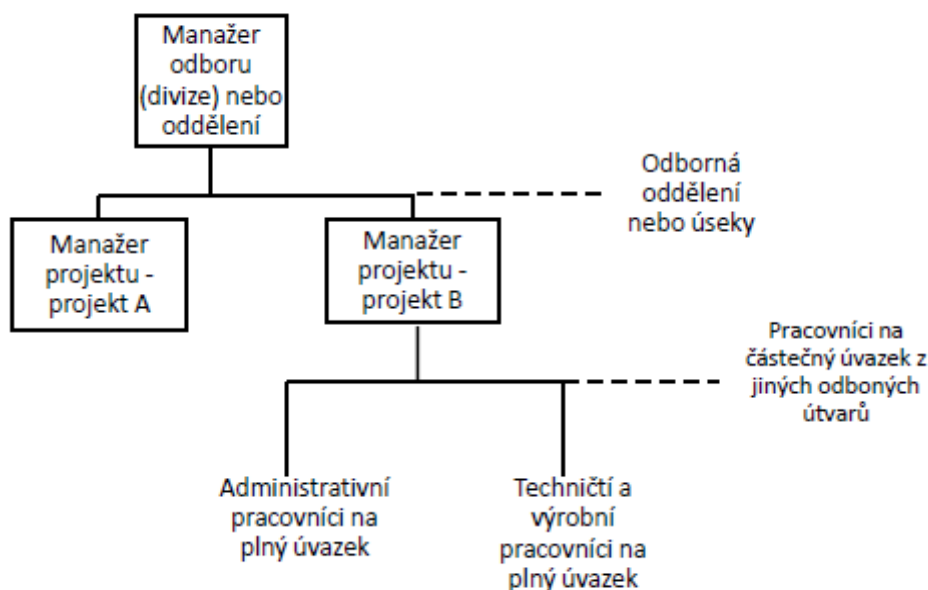 Manažer
odboru
(divize) nebo
oddělení
Odborná
oddělení
nebo úseky
Manažer
projektu -
projekt A
Manažer
projektu -
projekt B
Pracovníci na
částečný úvazek z
jiných odboných
útvarů
Administrativní
pracovníci na
plný úvazek
Techničtí a
výrobní
pracovníci na
plný úvazek